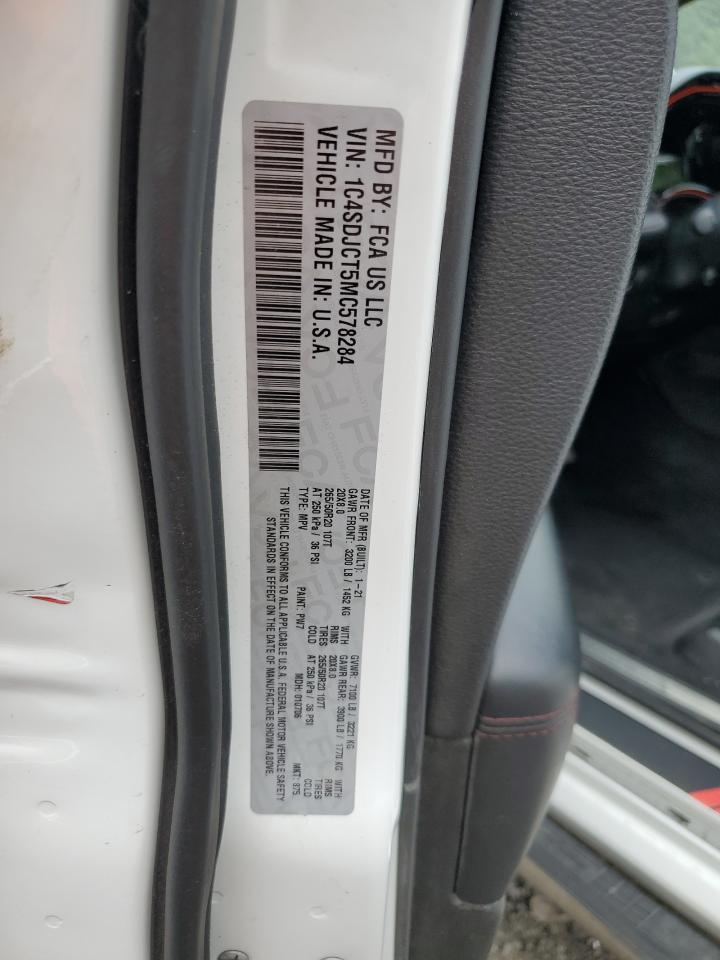 MFD BY: FCA US LLC
VIN: 1C4SDJCT5MC578284
VEHICLE MADE IN: U.S.A.
DATE OF MFR (BUILT): 1-21 GVWR: 7100 LB / 3221 KG
GAWR FRONT: 3200 LB / 1452 KG WITH GAWR REAR: 3900 LB / 1770 KG WITH
20X8.0 RIMS 20X8.0 RIMS
265/50R20 107T TIRES 265/50R20 107T TIRES
AT 250 kPa / 36 PSI COLD AT 250 kPa / 36 PSI COLD
TYPE: MPV PAINT: PW7 MDH: 010706 MKT: 875
THIS VEHICLE CONFORMS TO ALL APPLICABLE U.S.A. FEDERAL MOTOR VEHICLE SAFETY
STANDARDS IN EFFECT ON THE DATE OF MANUFACTURE SHOWN ABOVE.